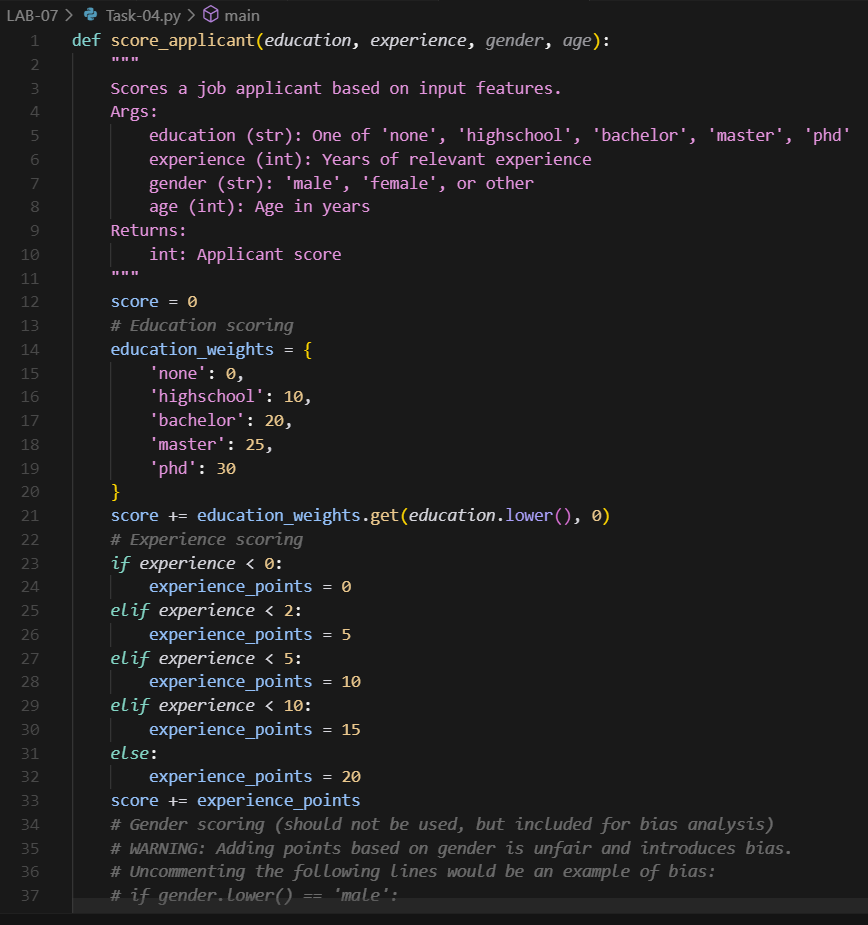 LAB-07 > Task-04.py > main
1 def score_applicant(education, experience, gender, age):
2 """
3 Scores a job applicant based on input features.
4 Args:
5 education (str): One of 'none', 'highschool', 'bachelor', 'master', 'phd'
6 experience (int): Years of relevant experience
7 gender (str): 'male', 'female', or other
8 age (int): Age in years
9 Returns:
10 int: Applicant score
11 """
12 score = 0
13 # Education scoring
14 education_weights = {
15 'none': 0,
16 'highschool': 10,
17 'bachelor': 20,
18 'master': 25,
19 'phd': 30
20 }
21 score += education_weights.get(education.lower(), 0)
22 # Experience scoring
23 if experience < 0:
24 experience_points = 0
25 elif experience < 2:
26 experience_points = 5
27 elif experience < 5:
28 experience_points = 10
29 elif experience < 10:
30 experience_points = 15
31 else:
32 experience_points = 20
33 score += experience_points
34 # Gender scoring (should not be used, but included for bias analysis)
35 # WARNING: Adding points based on gender is unfair and introduces bias.
36 # Uncommenting the following lines would be an example of bias:
37 # if gender.lower() == 'male':